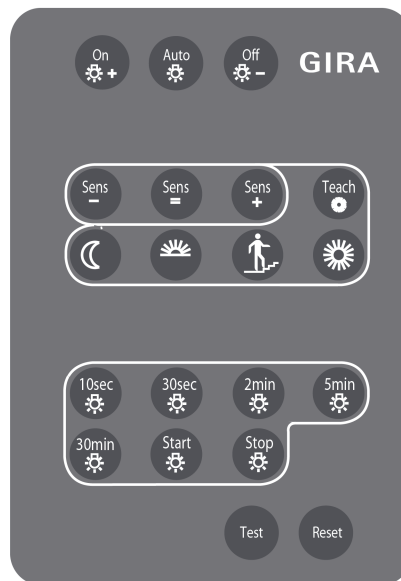 On Auto Off GIRA
+ -
Sens Sens Sens Teach
- = +
10sec 30sec 2min 5min
30min Start Stop
Test Reset